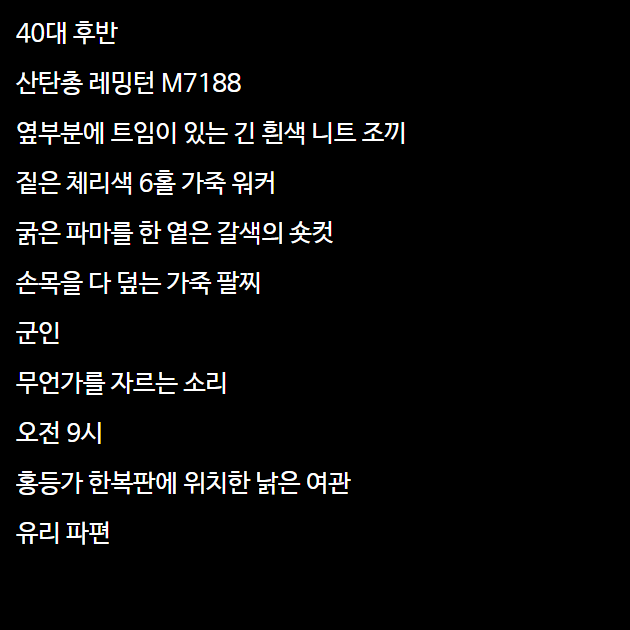 40대 후반
산탄총 레밍턴 M7188
옆부분에 트임이 있는 긴 흰색 니트 조끼
짙은 체리색 6홀 가죽 워커
굵은 파마를 한 옅은 갈색의 숏컷
손목을 다 덮는 가죽 팔찌
군인
무언가를 자르는 소리
오전 9시
홍등가 한복판에 위치한 낡은 여관
유리 파편